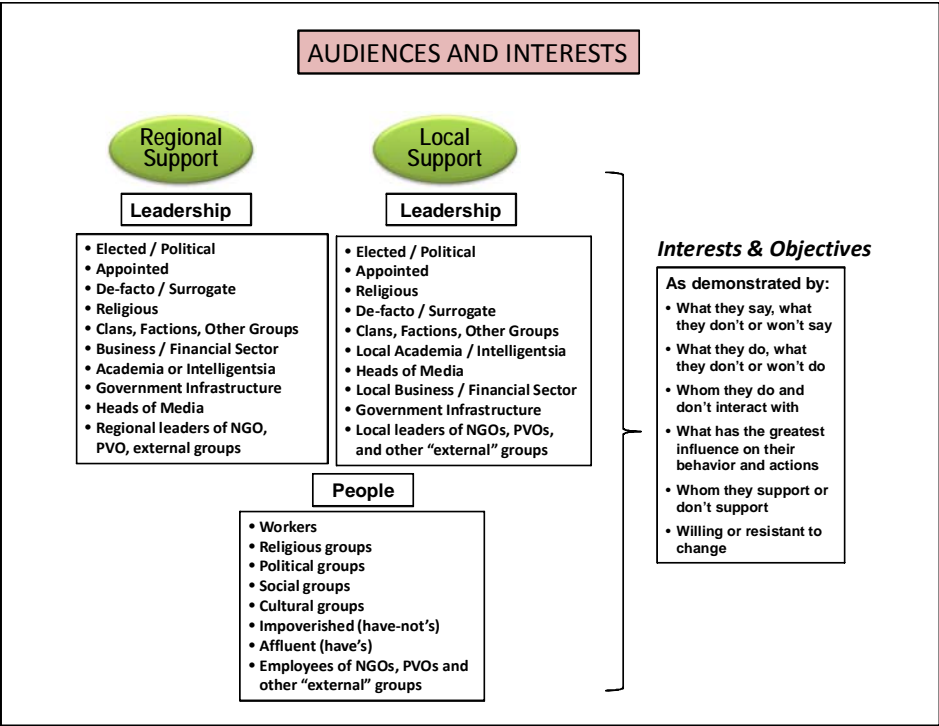 AUDIENCES AND INTERESTS
Regional
Support
Leadership
• Elected / Political
• Appointed
• De-facto / Surrogate
• Religious
• Clans, Factions, Other Groups
• Business / Financial Sector
• Academia or Intelligentsia
• Government Infrastructure
• Heads of Media
• Regional leaders of NGO,
PVO, external groups
Local
Support
Leadership
• Elected / Political
• Appointed
• Religious
• De-facto / Surrogate
• Clans, Factions, Other Groups
• Local Academia / Intelligentsia
• Heads of Media
• Local Business / Financial Sector
• Government Infrastructure
• Local leaders of NGOs, PVOs,
and other “external” groups
People
• Workers
• Religious groups
• Political groups
• Social groups
• Cultural groups
• Impoverished (have-not’s)
• Affluent (have’s)
• Employees of NGOs, PVOs and
other “external” groups
Interests & Objectives
As demonstrated by:
• What they say, what
they don’t or won’t say
• What they do, what
they don’t or won’t do
• Whom they do and
don’t interact with
• What has the greatest
influence on their
behavior and actions
• Whom they support or
don’t support
• Willing or resistant to
change